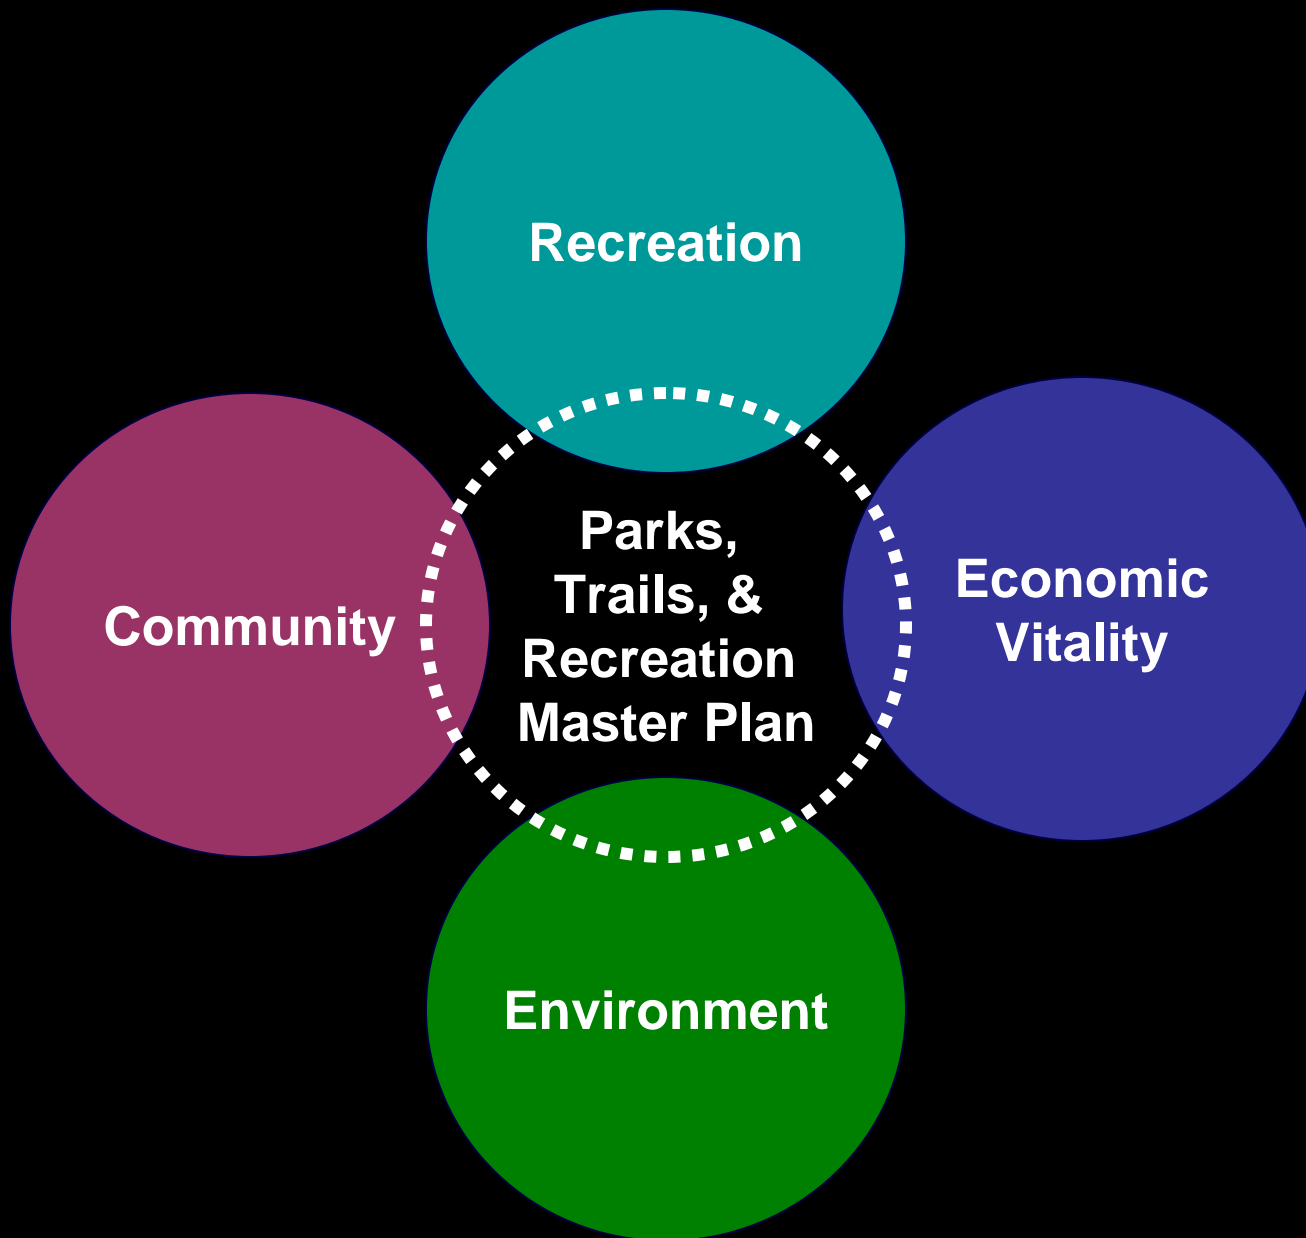 Recreation
Community
Parks,
Trails, &
Recreation
Master Plan
Economic
Vitality
Environment